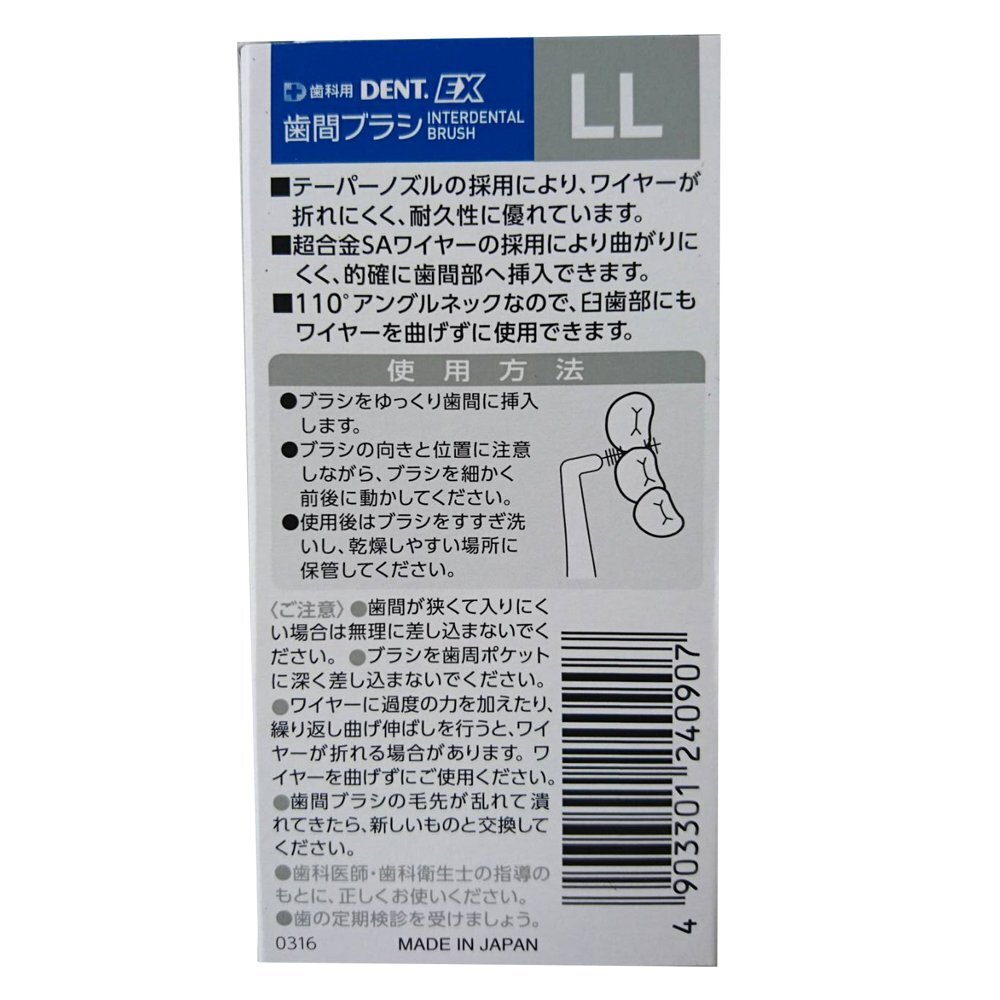 歯科用 DENT. EX
歯間ブラシ INTERDENTAL BRUSH
LL
■テーパーノズルの採用により、ワイヤーが
折れにくく、耐久性に優れています。
■超合金SAワイヤーの採用により曲がりに
くく、的確に歯間部へ挿入できます。
■110°アングルネックなので、臼歯部にも
ワイヤーを曲げずに使用できます。
使用方法
●ブラシをゆっくり歯間に挿入
します。
●ブラシの向きと位置に注意
しながら、ブラシを細かく
前後に動かしてください。
●使用後はブラシをすすぎ洗
いし、乾燥しやすい場所に
保管してください。
〈ご注意〉●歯間が狭くて入りにく
い場合は無理に差し込まないでく
ださい。●ブラシを歯周ポケット
に深く差し込まないでください。
●ワイヤーに過度の力を加えたり、
繰り返し曲げ伸ばしを行うと、ワイ
ヤーが折れる場合があります。ワ
イヤーを曲げずにご使用ください。
●歯間ブラシの毛先が乱れて潰
れてきたら、新しいものと交換して
ください。
●歯科医師・歯科衛生士の指導の
もとに、正しくお使いください。
●歯の定期検診を受けましょう。
0316 MADE IN JAPAN
4 903301 240907